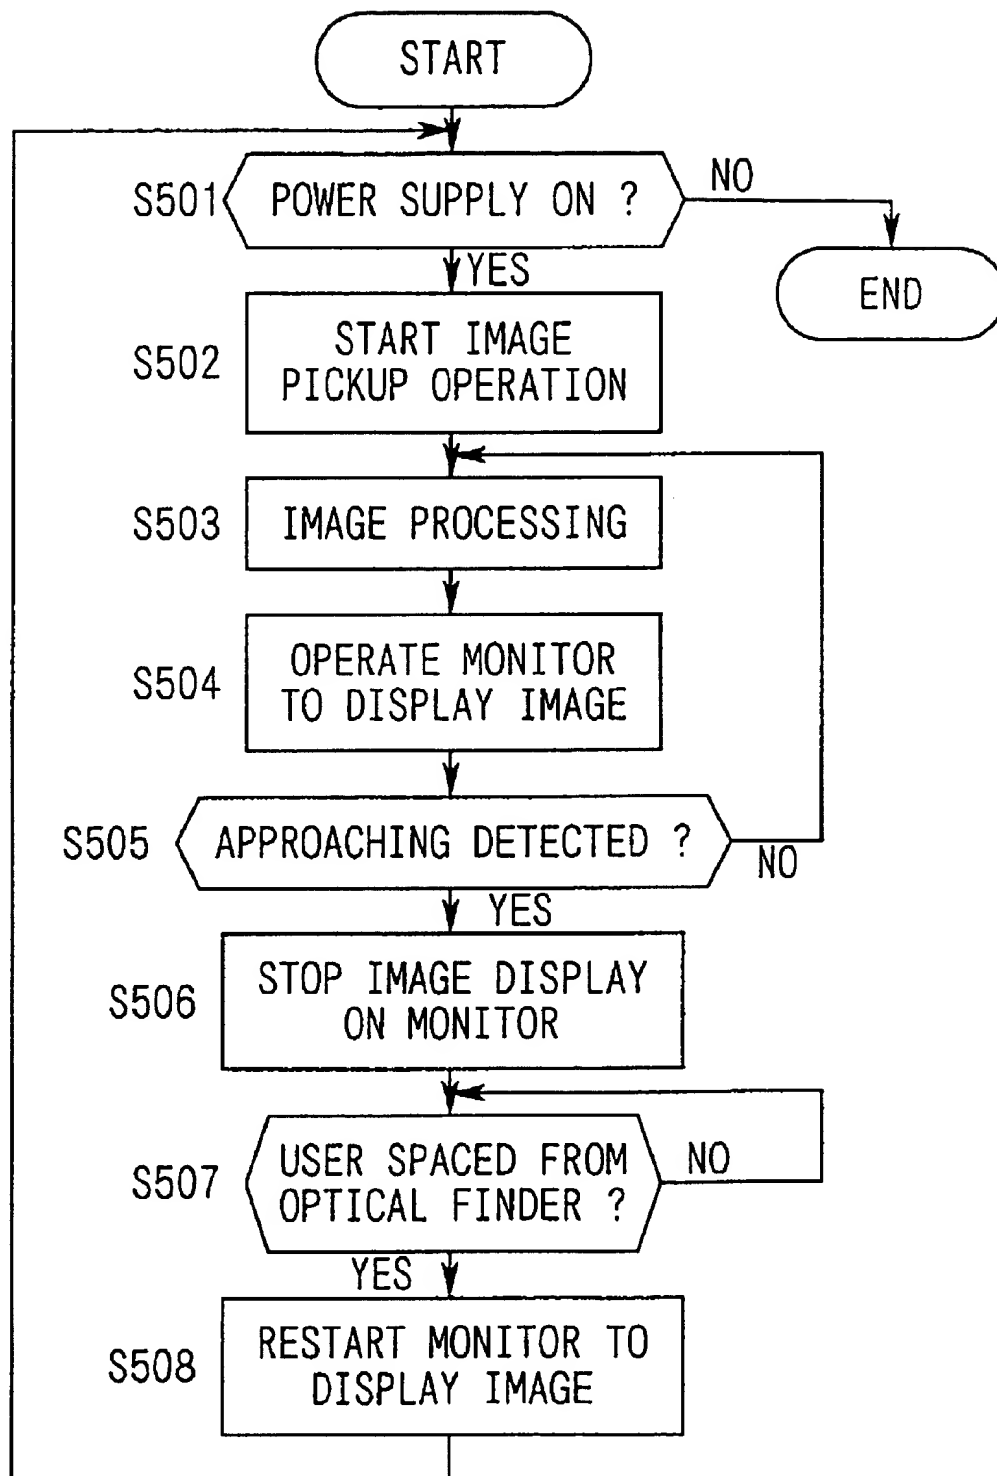 START
S501
POWER SUPPLY ON ?
NO
YES
END
S502
START IMAGE
PICKUP OPERATION
S503
IMAGE PROCESSING
S504
OPERATE MONITOR
TO DISPLAY IMAGE
S505
APPROACHING DETECTED ?
NO
YES
S506
STOP IMAGE DISPLAY
ON MONITOR
S507
USER SPACED FROM
OPTICAL FINDER ?
NO
YES
S508
RESTART MONITOR TO
DISPLAY IMAGE